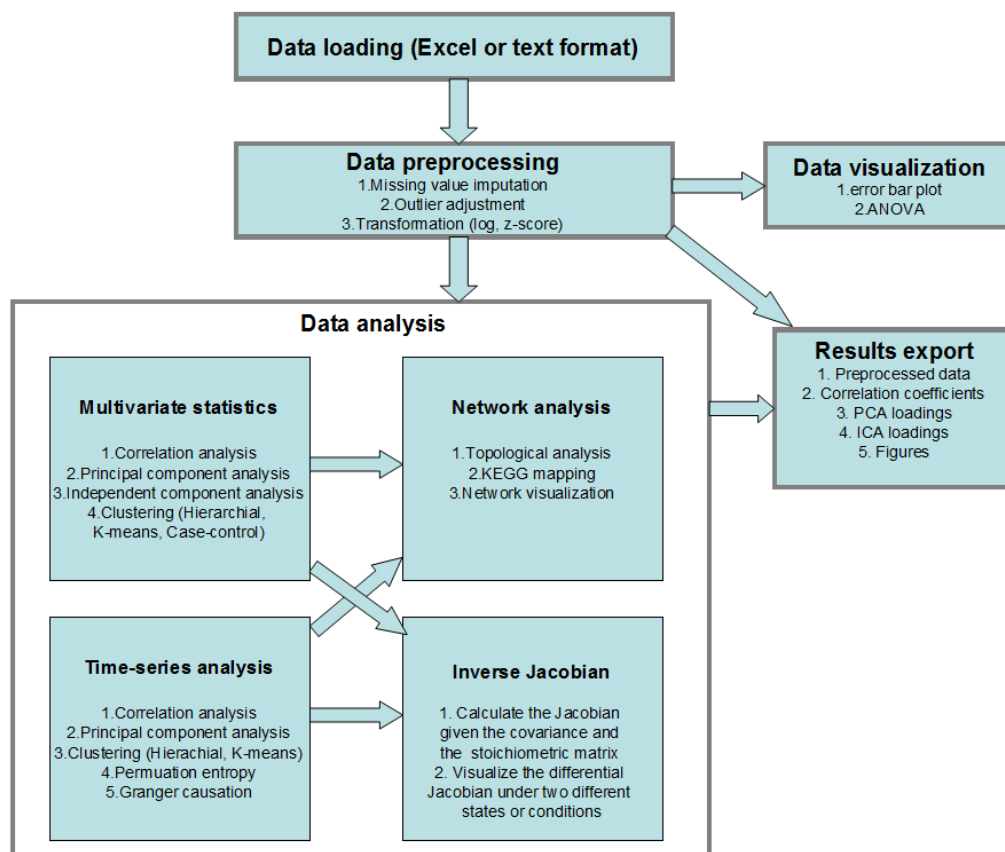 Data loading (Excel or text format)
Data preprocessing
1.Missing value imputation
2.Outlier adjustment
3.Transformation (log, z-score)
Data visualization
1.error bar plot
2.ANOVA
Data analysis
Multivariate statistics
1.Correlation analysis
2.Principal component analysis
3.Independent component analysis
4.Clustering (Hierarchial,
K-means, Case-control)
Network analysis
1.Topological analysis
2.KEGG mapping
3.Network visualization
Results export
1. Preprocessed data
2. Correlation coefficients
3. PCA loadings
4. ICA loadings
5. Figures
Time-series analysis
1.Correlation analysis
2.Principal component analysis
3.Clustering (Hierachial, K-means)
4.Permuation entropy
5.Granger causation
Inverse Jacobian
1. Calculate the Jacobian
given the covariance and
the stoichiometric matrix
2. Visualize the differential
Jacobian under two different
states or conditions